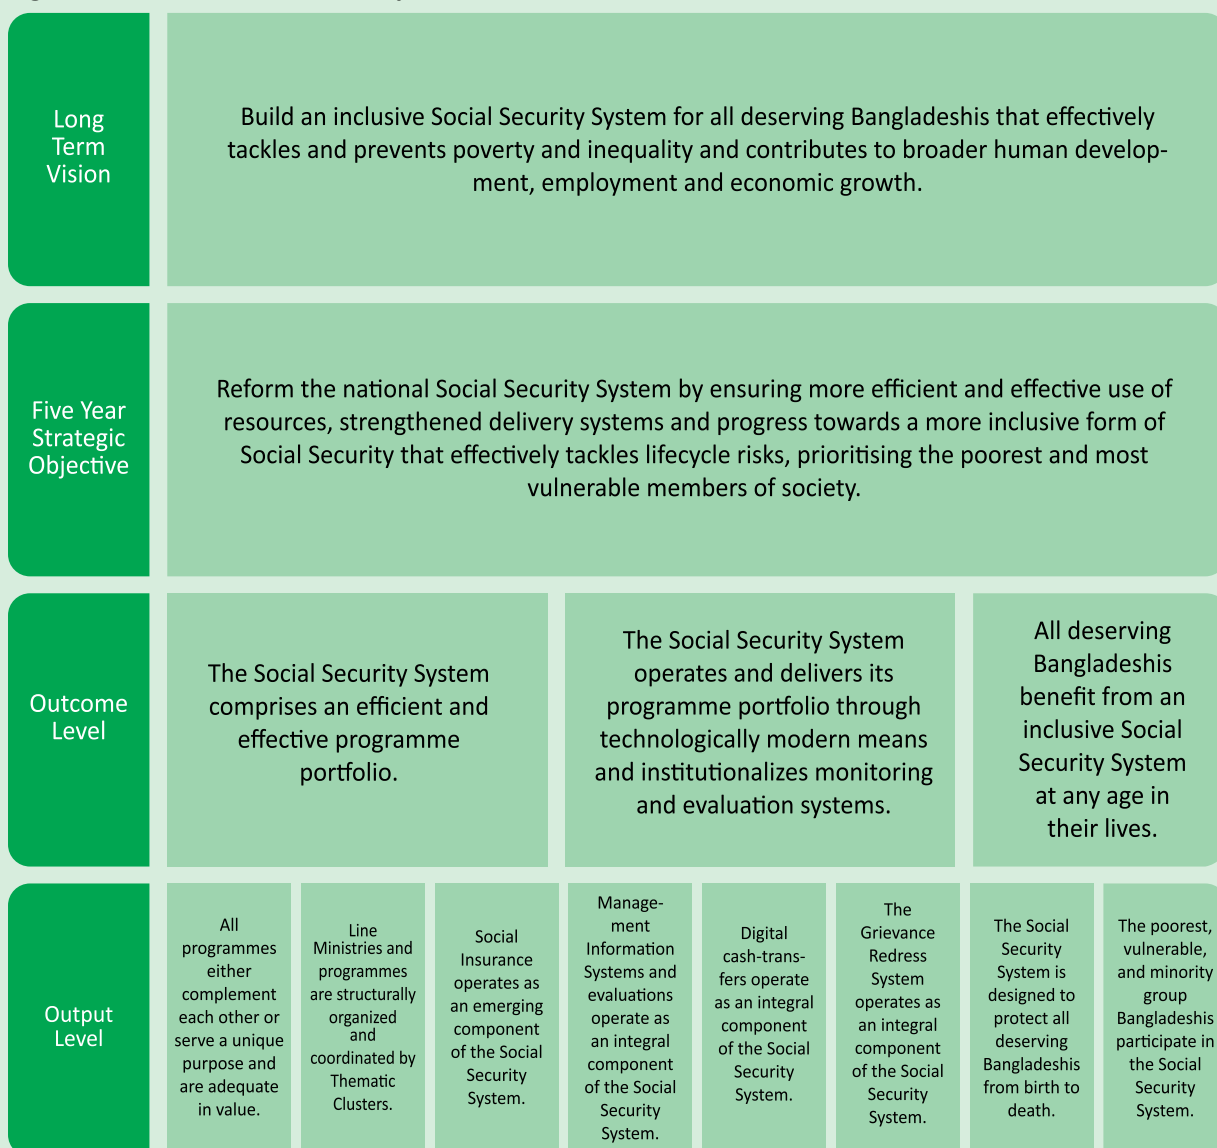 Long
Term
Vision
Build an inclusive Social Security System for all deserving Bangladeshis that effectively
tackles and prevents poverty and inequality and contributes to broader human develop-
ment, employment and economic growth.
Five Year
Strategic
Objective
Reform the national Social Security System by ensuring more efficient and effective use of
resources, strengthened delivery systems and progress towards a more inclusive form of
Social Security that effectively tackles lifecycle risks, prioritising the poorest and most
vulnerable members of society.
Outcome
Level
The Social Security System
comprises an efficient and
effective programme
portfolio.
The Social Security System
operates and delivers its
programme portfolio through
technologically modern means
and institutionalizes monitoring
and evaluation systems.
All deserving
Bangladeshis
benefit from an
inclusive Social
Security System
at any age in
their lives.
Output
Level
All
programmes
either
complement
each other or
serve a unique
purpose and
are adequate
in value.
Line
Ministries and
programmes
are structurally
organized
and
coordinated by
Thematic
Clusters.
Social
Insurance
operates as
an emerging
component
of the Social
Security
System.
Manage-
ment
Information
Systems and
evaluations
operate as
an integral
component
of the Social
Security
System.
Digital
cash-trans-
fers operate
as an integral
component
of the Social
Security
System.
The
Grievance
Redress
System
operates as
an integral
component
of the Social
Security
System.
The Social
Security
System is
designed to
protect all
deserving
Bangladeshis
from birth to
death.
The poorest,
vulnerable,
and minority
group
Bangladeshis
participate in
the Social
Security
System.